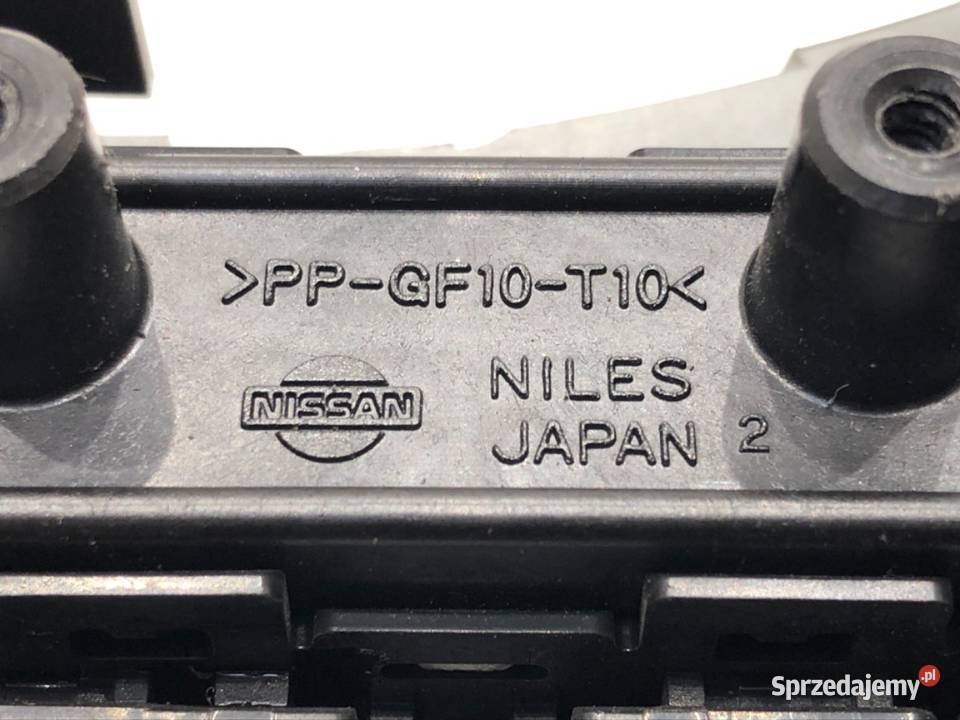 >PP-GF10-T10<
NISSAN
NILES
JAPAN 2
Sprzedajemy.pl